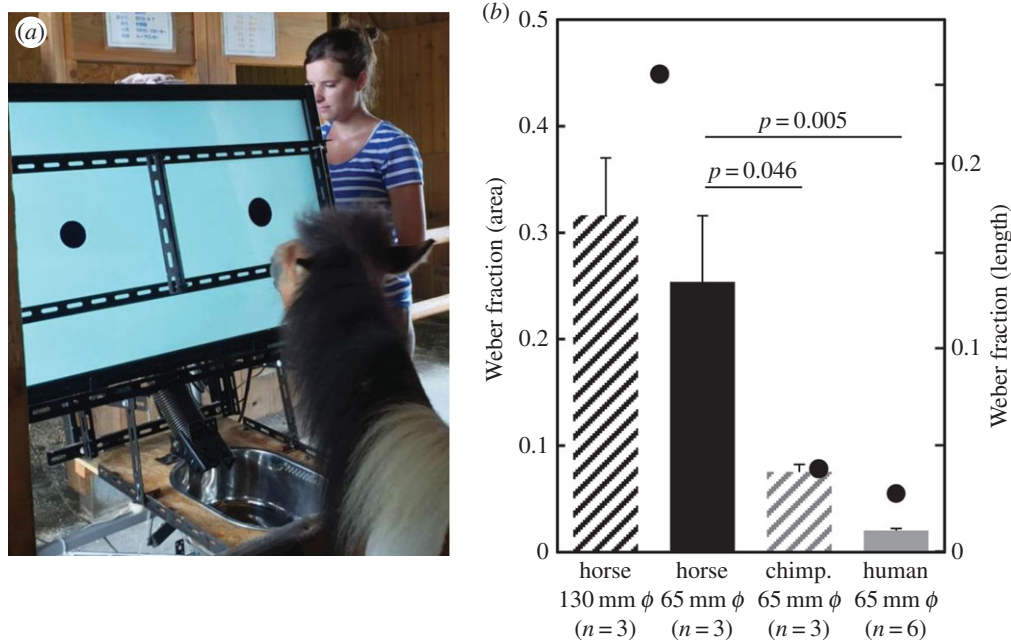 (a)
(b)
0.5
0.4
0.3
0.2
0.1
0
Weber fraction (area)
p = 0.005
p = 0.046
0.2
0.1
0
Weber fraction (length)
horse horse chimp. human
130 mm ϕ 65 mm ϕ 65 mm ϕ 65 mm ϕ
(n = 3) (n = 3) (n = 3) (n = 6)